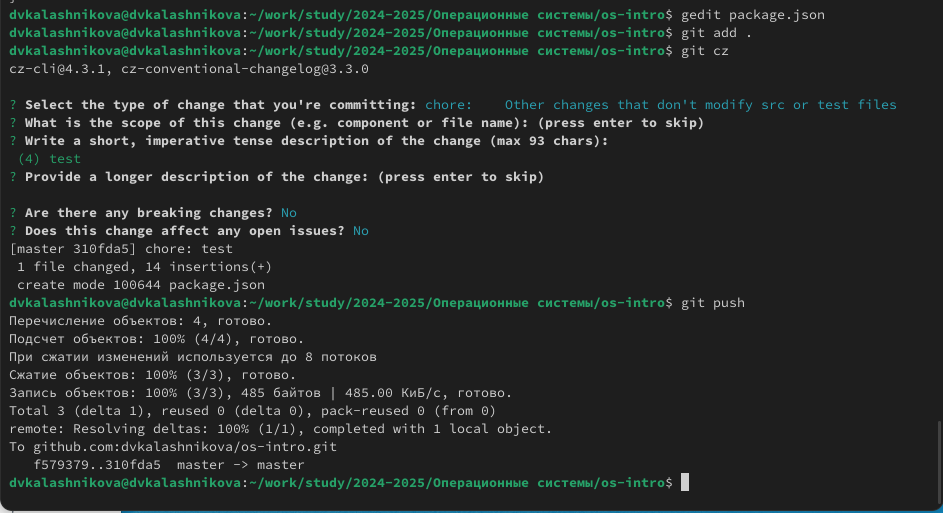 dvkalashnikova@dvkalashnikova:~/work/study/2024-2025/Операционные системы/os-intro$ gedit package.json
dvkalashnikova@dvkalashnikova:~/work/study/2024-2025/Операционные системы/os-intro$ git add .
dvkalashnikova@dvkalashnikova:~/work/study/2024-2025/Операционные системы/os-intro$ git cz
cz-cli@4.3.1, cz-conventional-changelog@3.3.0
? Select the type of change that you're committing: chore:    Other changes that don't modify src or test files
? What is the scope of this change (e.g. component or file name): (press enter to skip)
? Write a short, imperative tense description of the change (max 93 chars):
 (4) test
? Provide a longer description of the change: (press enter to skip)
? Are there any breaking changes? No
? Does this change affect any open issues? No
[master 310fda5] chore: test
 1 file changed, 14 insertions(+)
 create mode 100644 package.json
dvkalashnikova@dvkalashnikova:~/work/study/2024-2025/Операционные системы/os-intro$ git push
Перечисление объектов: 4, готово.
Подсчет объектов: 100% (4/4), готово.
При сжатии изменений используется до 8 потоков
Сжатие объектов: 100% (3/3), готово.
Запись объектов: 100% (3/3), 485 байтов | 485.00 КиБ/с, готово.
Total 3 (delta 1), reused 0 (delta 0), pack-reused 0 (from 0)
remote: Resolving deltas: 100% (1/1), completed with 1 local object.
To github.com:dvkalashnikova/os-intro.git
   f579379..310fda5  master -> master
dvkalashnikova@dvkalashnikova:~/work/study/2024-2025/Операционные системы/os-intro$